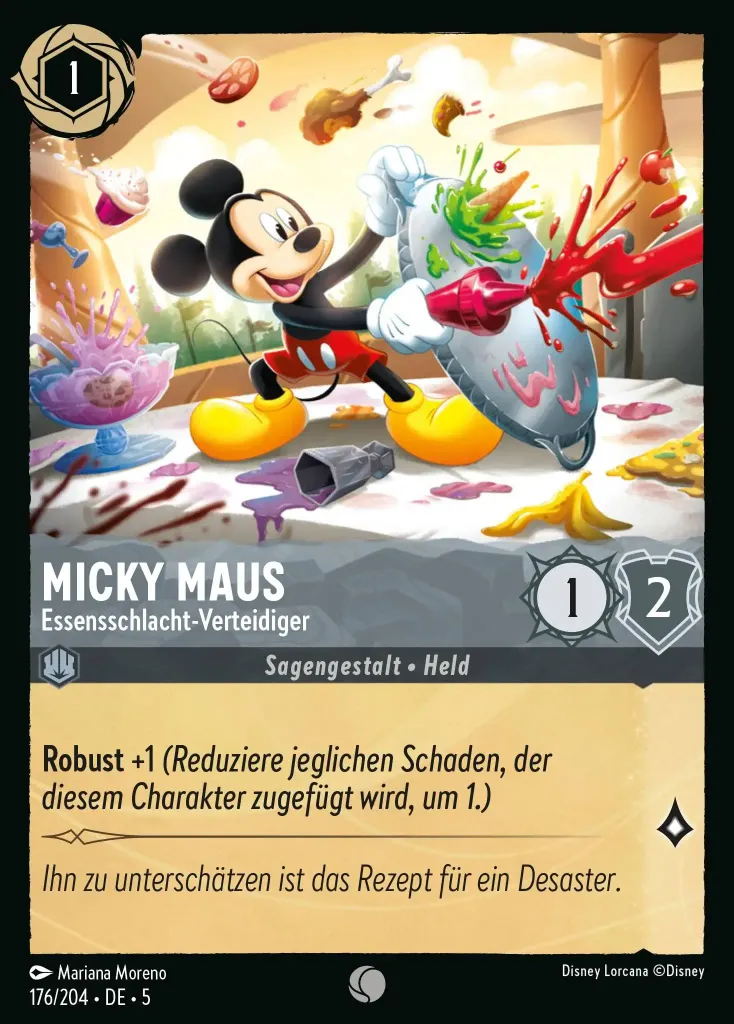 1
MICKY MAUS
Essensschlacht-Verteidiger
1
2
Sagengestalt • Held
Robust +1 (Reduziere jeglichen Schaden, der
diesem Charakter zugefügt wird, um 1.)
Ihn zu unterschätzen ist das Rezept für ein Desaster.
Mariana Moreno
Disney Lorcana ©Disney
176/204 • DE • 5